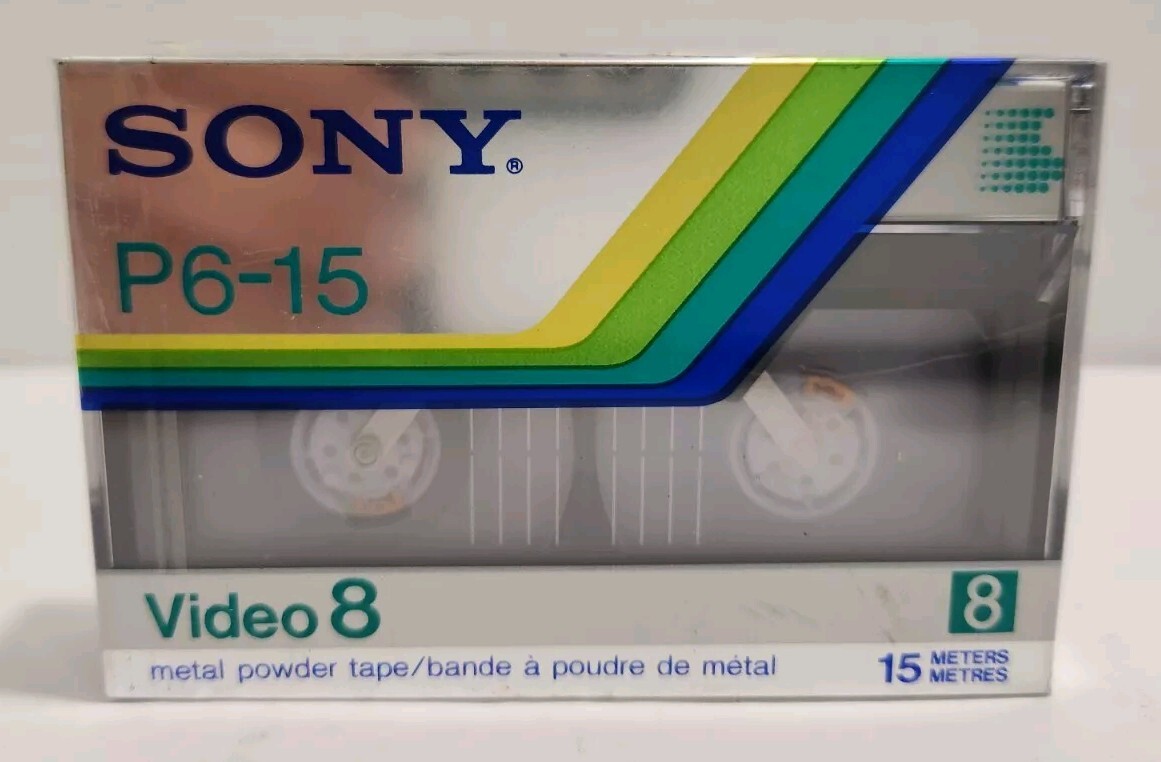 SONY®
P6-15
Video 8
8
metal powder tape/bande à poudre de métal
15 METERS
METRES